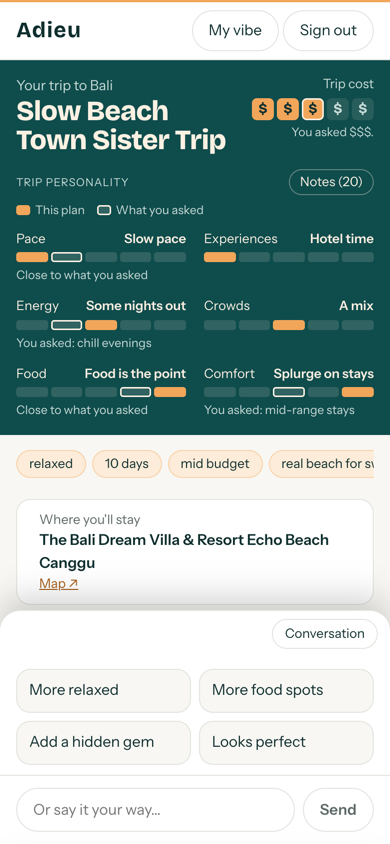 Adieu
My vibe
Sign out
Your trip to Bali
Slow Beach
Town Sister Trip
Trip cost
$ $ $ $ $
You asked $$$.
TRIP PERSONALITY
Notes (20)
This plan
What you asked
Pace Slow pace
Close to what you asked
Experiences Hotel time
Energy Some nights out
You asked: chill evenings
Crowds A mix
Food Food is the point
Close to what you asked
Comfort Splurge on stays
You asked: mid-range stays
relaxed
10 days
mid budget
real beach for sw
Where you'll stay
The Bali Dream Villa & Resort Echo Beach
Canggu
Map ↗
Conversation
More relaxed
More food spots
Add a hidden gem
Looks perfect
Or say it your way...
Send